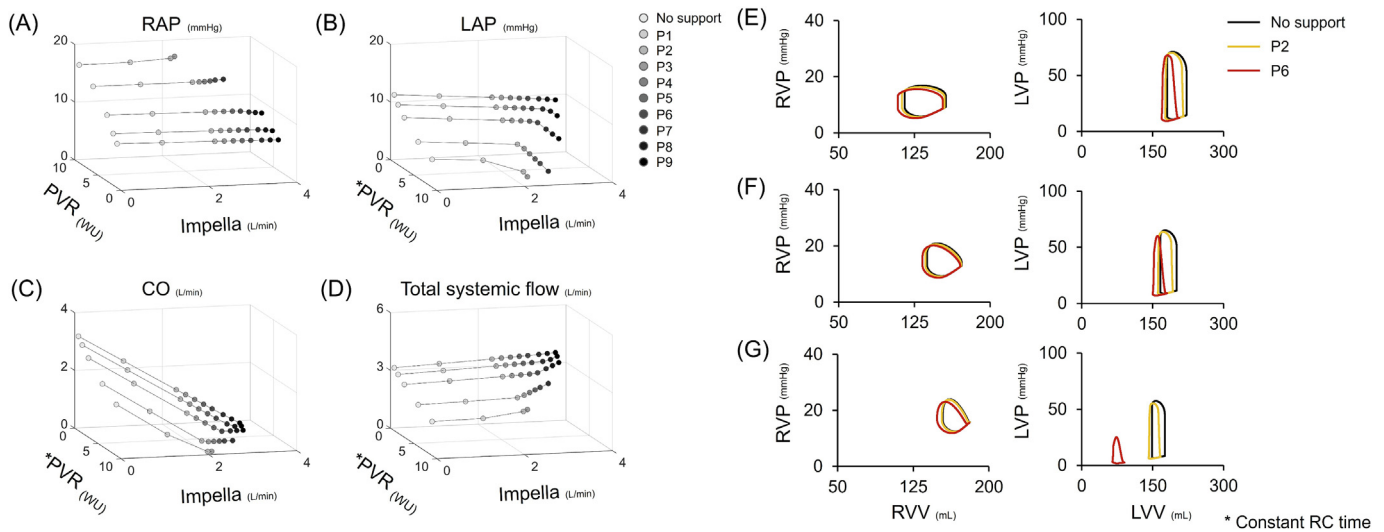 (A)
RAP (mmHg)
20
10
0
10
5
0
PVR (WU)
0
2
4
Impella (L/min)
(B)
LAP (mmHg)
20
10
0
0
5
10
*PVR (WU)
0
2
4
Impella (L/min)
No support
P1
P2
P3
P4
P5
P6
P7
P8
P9
(C)
CO (L/min)
4
2
0
0
5
10
*PVR (WU)
0
2
4
Impella (L/min)
(D)
Total systemic flow (L/min)
6
3
0
0
5
10
*PVR (WU)
0
2
4
Impella (L/min)
(E)
RVP (mmHg)
40
20
0
50
125
200
LVP (mmHg)
100
50
0
0
150
300
No support
P2
P6
(F)
RVP (mmHg)
40
20
0
50
125
200
LVP (mmHg)
100
50
0
0
150
300
(G)
RVP (mmHg)
40
20
0
50
125
200
RVV (mL)
LVP (mmHg)
100
50
0
0
150
300
LVV (mL)
* Constant RC time